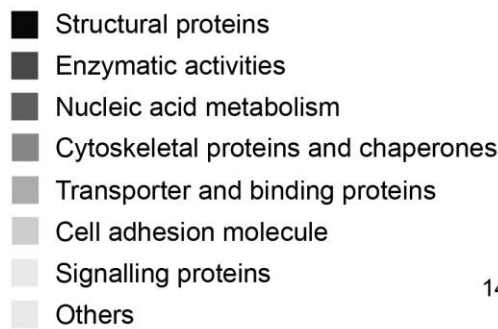 Structural proteins
Enzymatic activities
Nucleic acid metabolism
Cytoskeletal proteins and chaperones
Transporter and binding proteins
Cell adhesion molecule
Signalling proteins
14
Others